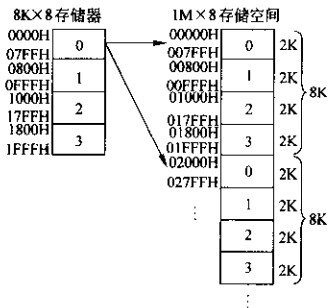 8K×8存储器 1M×8存储空间
0000H
07FFH
0
0800H
0FFFH
1
1000H
17FFH
2
1800H
1FFFH
3
00000H
007FFH
0
2K
00800H
00FFFH
1
2K
01000H
017FFH
2
2K
01800H
01FFFH
3
2K
8K
02000H
027FFH
0
2K
1
2K
2
2K
3
2K
8K
⋮
⋮